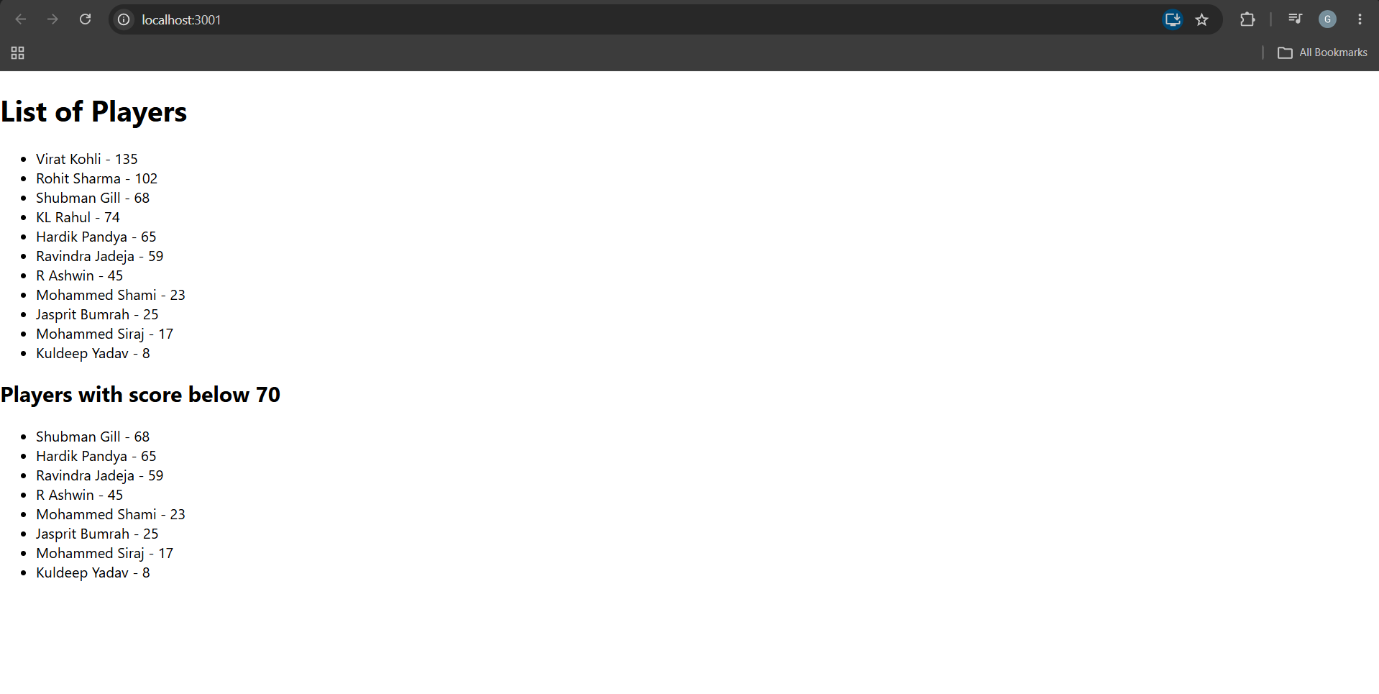 localhost:3001
G
All Bookmarks
List of Players
Virat Kohli - 135
Rohit Sharma - 102
Shubman Gill - 68
KL Rahul - 74
Hardik Pandya - 65
Ravindra Jadeja - 59
R Ashwin - 45
Mohammed Shami - 23
Jasprit Bumrah - 25
Mohammed Siraj - 17
Kuldeep Yadav - 8
Players with score below 70
Shubman Gill - 68
Hardik Pandya - 65
Ravindra Jadeja - 59
R Ashwin - 45
Mohammed Shami - 23
Jasprit Bumrah - 25
Mohammed Siraj - 17
Kuldeep Yadav - 8